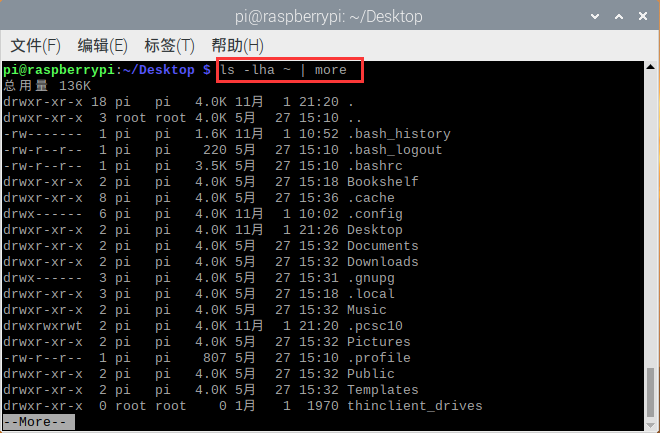 pi@raspberrypi: ~/Desktop
文件(F) 编辑(E) 标签(T) 帮助(H)
pi@raspberrypi:~/Desktop $ ls -lha ~ | more
总用量 136K
drwxr-xr-x 18 pi   pi   4.0K 11月  1 21:20 .
drwxr-xr-x  3 root root 4.0K 5月  27 15:10 ..
-rw-------  1 pi   pi   1.6K 11月  1 10:52 .bash_history
-rw-r--r--  1 pi   pi    220 5月  27 15:10 .bash_logout
-rw-r--r--  1 pi   pi   3.5K 5月  27 15:10 .bashrc
drwxr-xr-x  2 pi   pi   4.0K 5月  27 15:18 Bookshelf
drwxr-xr-x  8 pi   pi   4.0K 5月  27 15:36 .cache
drwx------  6 pi   pi   4.0K 11月  1 10:02 .config
drwxr-xr-x  2 pi   pi   4.0K 11月  1 21:26 Desktop
drwxr-xr-x  2 pi   pi   4.0K 5月  27 15:32 Documents
drwxr-xr-x  2 pi   pi   4.0K 5月  27 15:32 Downloads
drwx------  3 pi   pi   4.0K 5月  27 15:31 .gnupg
drwxr-xr-x  3 pi   pi   4.0K 5月  27 15:18 .local
drwxr-xr-x  2 pi   pi   4.0K 5月  27 15:32 Music
drwxrwxrwt  2 pi   pi   4.0K 11月  1 21:20 .pcsc10
drwxr-xr-x  2 pi   pi   4.0K 5月  27 15:32 Pictures
-rw-r--r--  1 pi   pi    807 5月  27 15:10 .profile
drwxr-xr-x  2 pi   pi   4.0K 5月  27 15:32 Public
drwxr-xr-x  2 pi   pi   4.0K 5月  27 15:32 Templates
drwxr-xr-x  0 root root    0 1月   1  1970 thinclient_drives
--More--